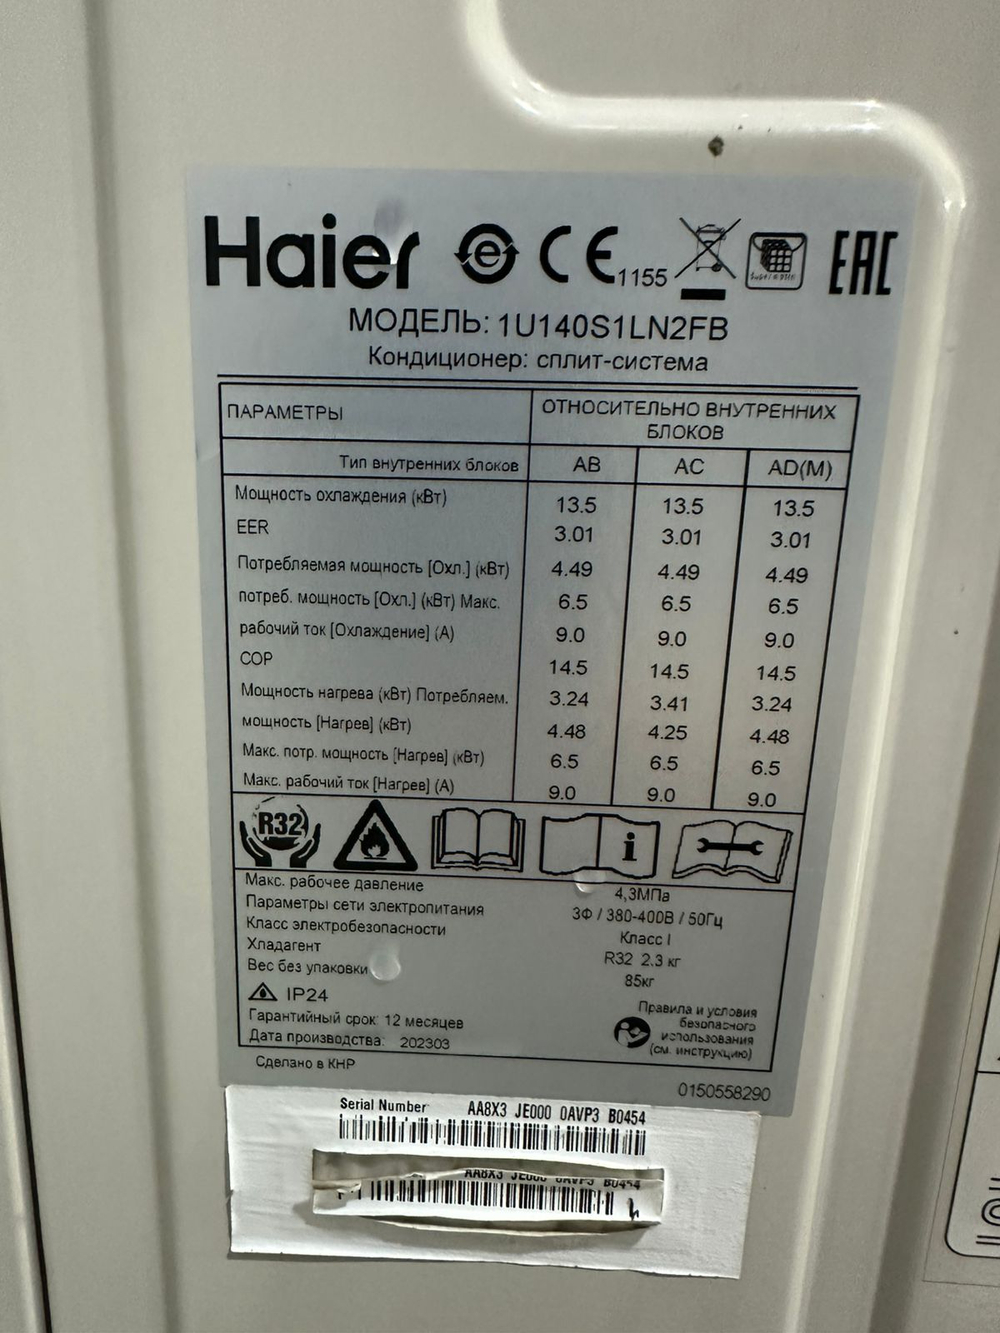 Haier CE 1155 EAC
МОДЕЛЬ: 1U140S1LN2FB
Кондиционер: сплит-система
ПАРАМЕТРЫ ОТНОСИТЕЛЬНО ВНУТРЕННИХ БЛОКОВ
Тип внутренних блоков AB AC AD(M)
Мощность охлаждения (кВт) 13.5 13.5 13.5
EER 3.01 3.01 3.01
Потребляемая мощность [Охл.] (кВт) 4.49 4.49 4.49
потреб. мощность [Охл.] (кВт) Макс. 6.5 6.5 6.5
рабочий ток [Охлаждение] (А) 9.0 9.0 9.0
COP 14.5 14.5 14.5
Мощность нагрева (кВт) Потребляем. 3.24 3.41 3.24
мощность [Нагрев] (кВт) 4.48 4.25 4.48
Макс. потр. мощность [Нагрев] (кВт) 6.5 6.5 6.5
Макс. рабочий ток [Нагрев] (А) 9.0 9.0 9.0
R32 i
Макс. рабочее давление 4,3МПа
Параметры сети электропитания 3Ф / 380-400В / 50Гц
Класс электробезопасности Класс I
Хладагент R32 2.3 кг
Вес без упаковки 85кг
IP24
Гарантийный срок: 12 месяцев
Дата производства: 202303
Правила и условия
безопасного
использования
(см. инструкцию)
Сделано в КНР
0150558290
Serial Number AA8X3 JE000 0AVP3 B0454
AA8X3 JE000 0AVP3 B0454